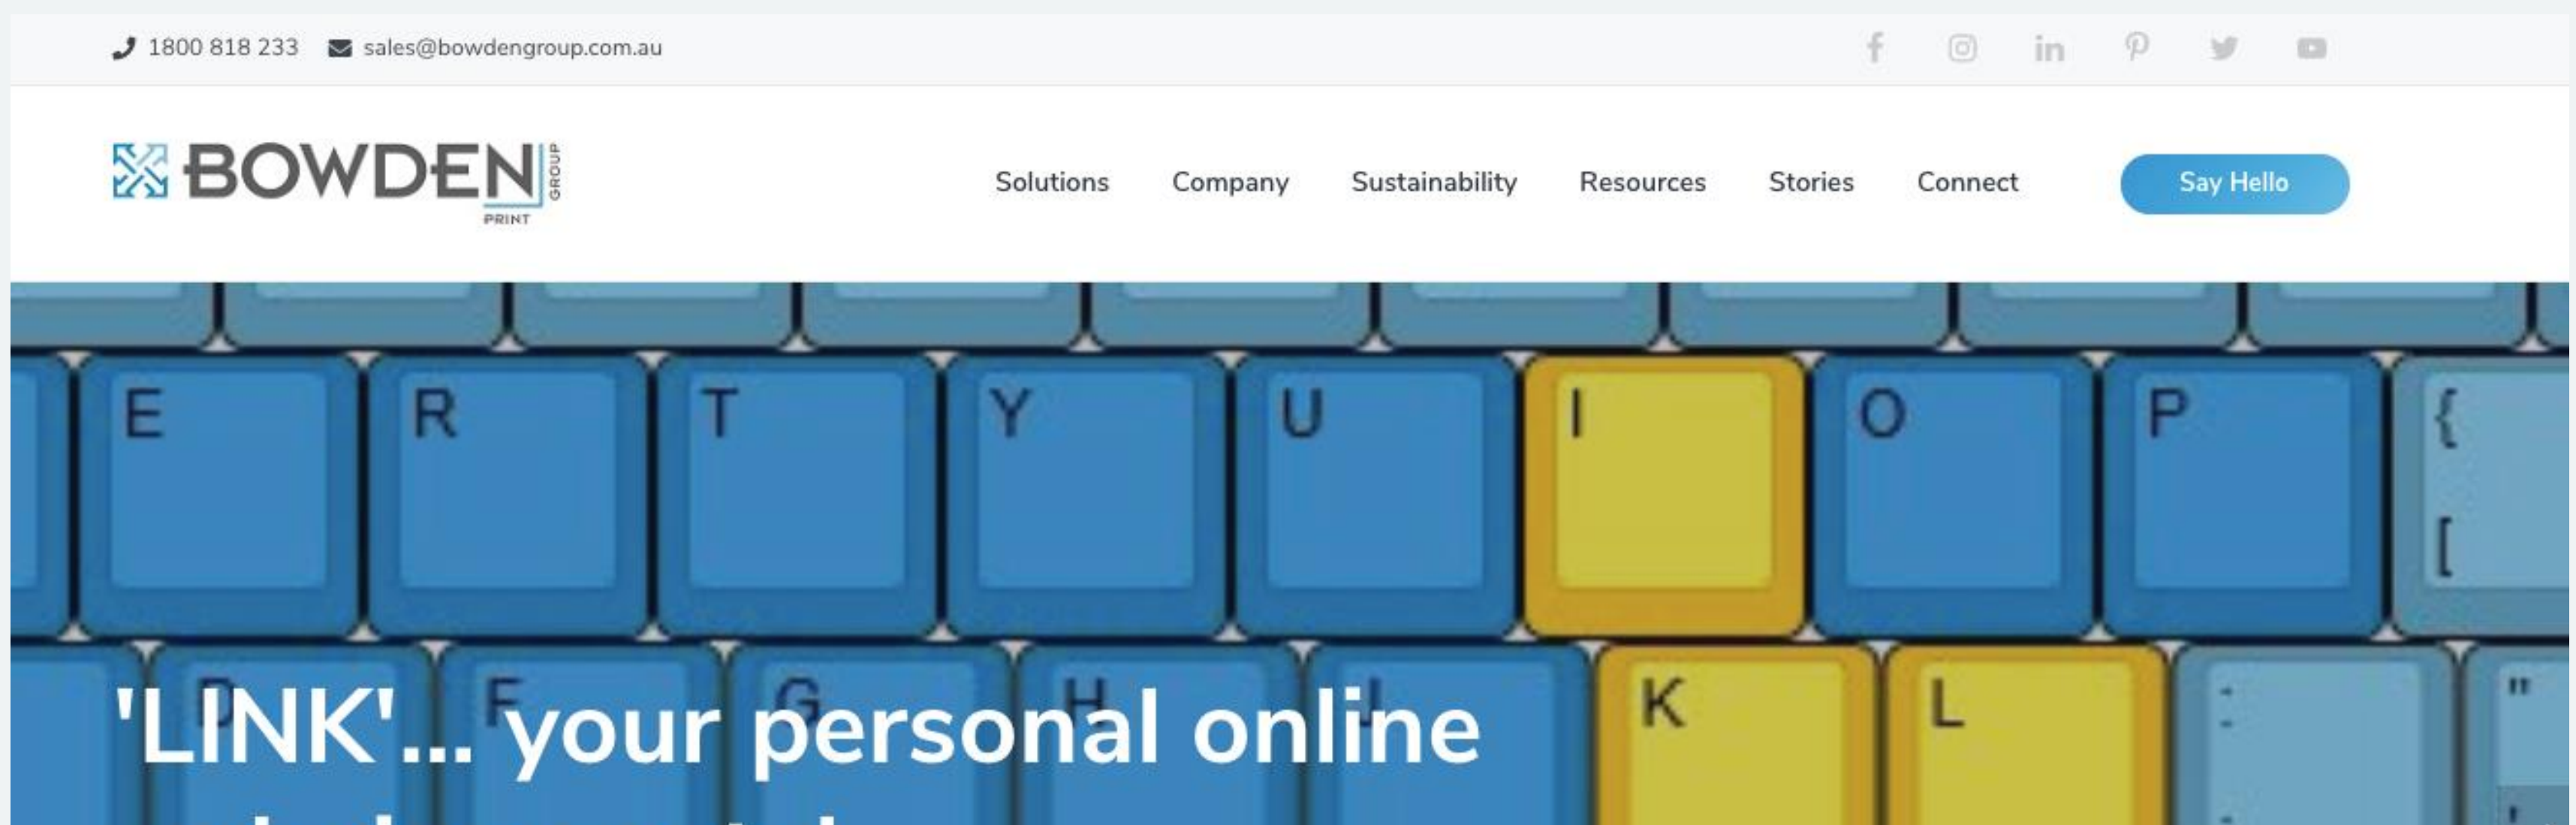 1800 818 233 sales@bowdengroup.com.au
BOWDEN GROUP
PRINT
Solutions Company Sustainability Resources Stories Connect Say Hello
E R T Y U I O P {
[
D F G H J K L : "
'LINK'... your personal online